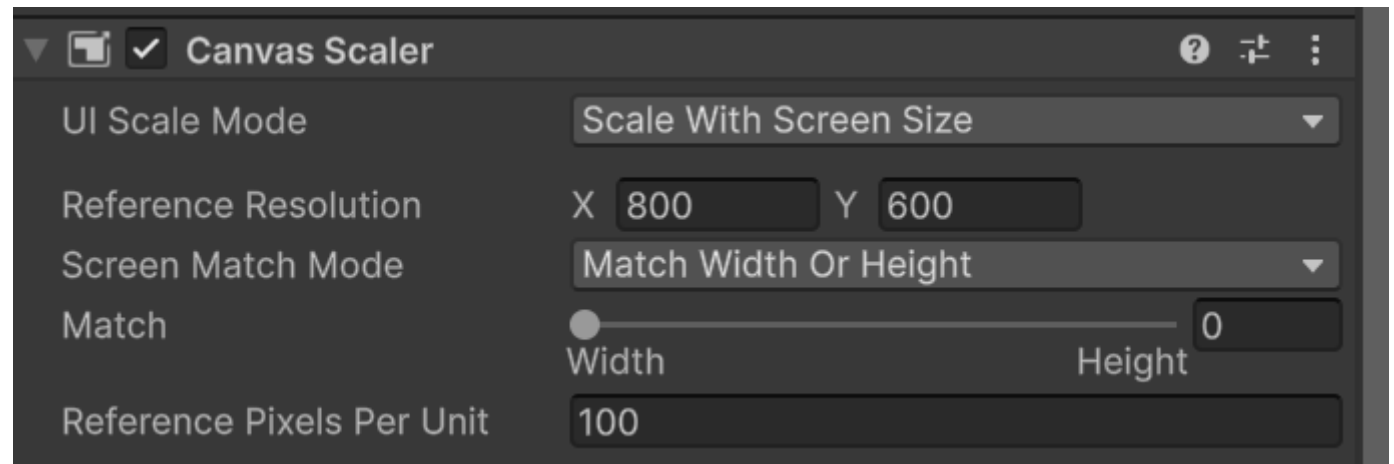 Canvas Scaler
UI Scale Mode Scale With Screen Size
Reference Resolution X 800 Y 600
Screen Match Mode Match Width Or Height
Match 0
Width Height
Reference Pixels Per Unit 100